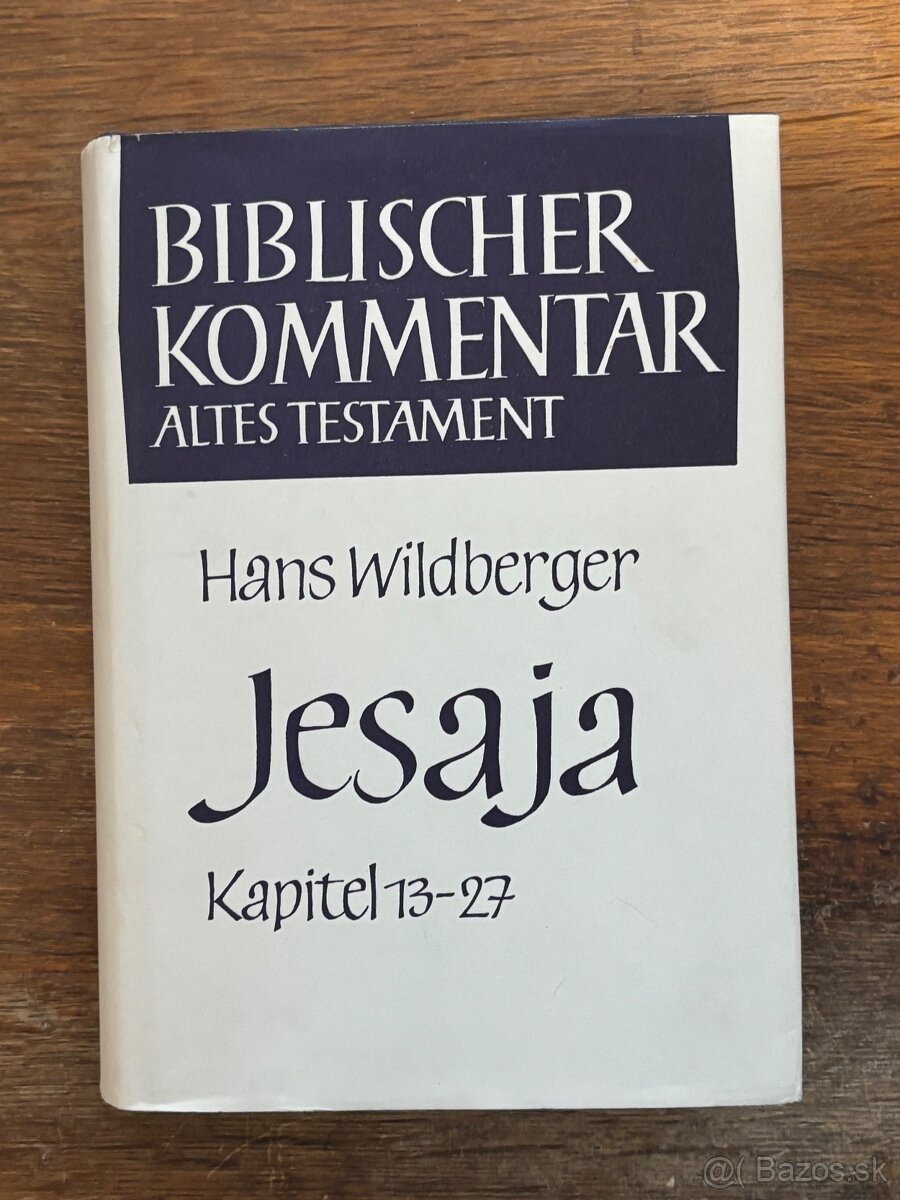 BIBLISCHER
KOMMENTAR
ALTES TESTAMENT
Hans Wildberger
Jesaja
Kapitel 13-27
@( Bazos.sk